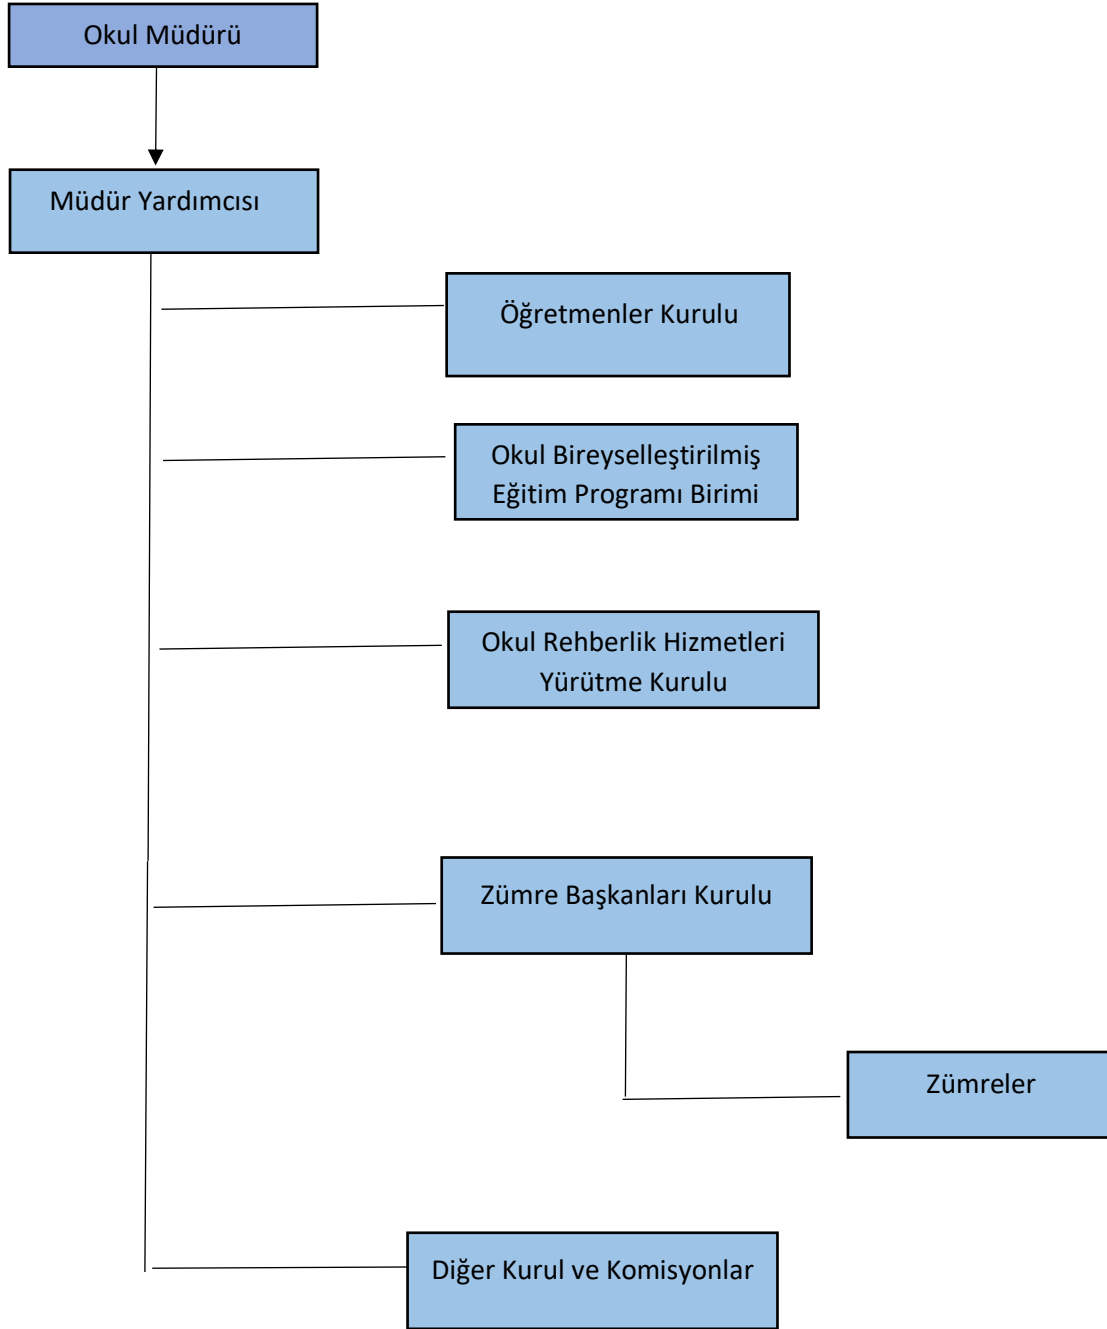 Okul Müdürü
Müdür Yardımcısı
Öğretmenler Kurulu
Okul Bireyselleştirilmiş
Eğitim Programı Birimi
Okul Rehberlik Hizmetleri
Yürütme Kurulu
Zümre Başkanları Kurulu
Zümreler
Diğer Kurul ve Komisyonlar